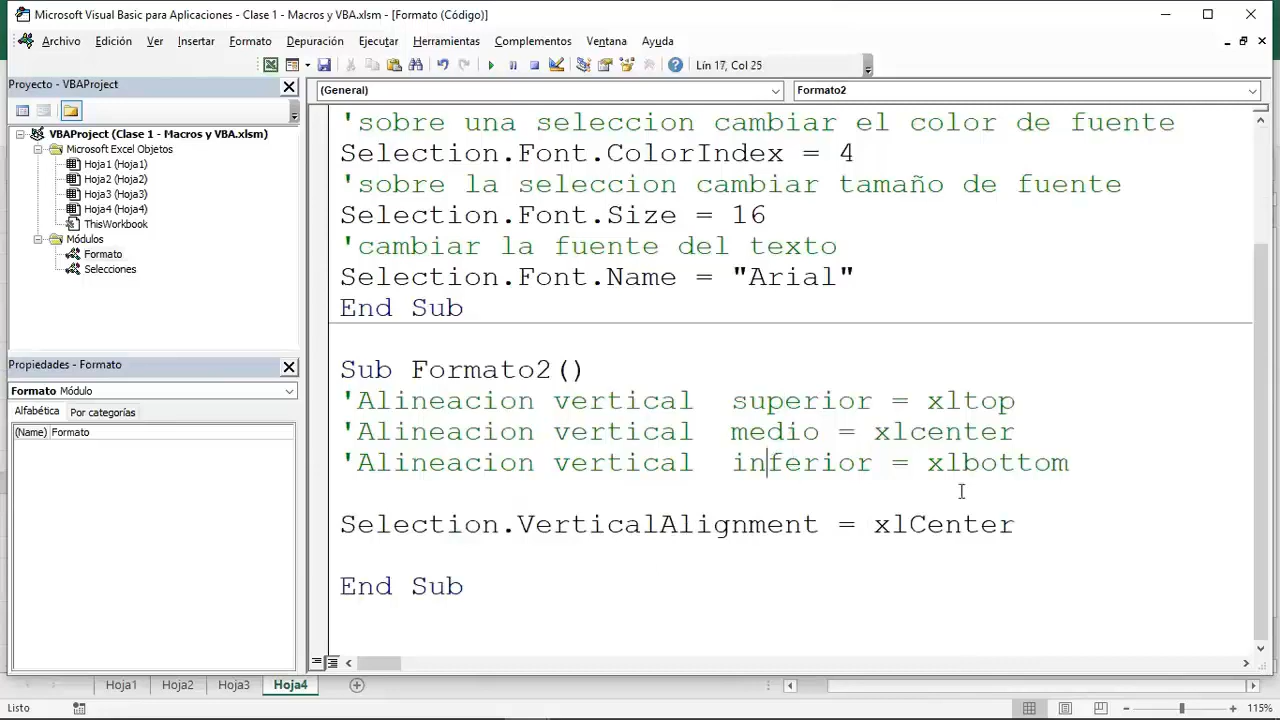 Microsoft Visual Basic para Aplicaciones - Clase 1 - Macros y VBA.xlsm - [Formato (Código)]
Archivo Edición Ver Insertar Formato Depuración Ejecutar Herramientas Complementos Ventana Ayuda
Lín 17, Col 25
Proyecto - VBAProject
VBAProject (Clase 1 - Macros y VBA.xlsm)
Microsoft Excel Objetos
Hoja1 (Hoja1)
Hoja2 (Hoja2)
Hoja3 (Hoja3)
Hoja4 (Hoja4)
ThisWorkbook
Módulos
Formato
Selecciones
Propiedades - Formato
Formato Módulo
Alfabética Por categorías
(Name) Formato
(General) Formato2
'sobre una seleccion cambiar el color de fuente
Selection.Font.ColorIndex = 4
'sobre la seleccion cambiar tamaño de fuente
Selection.Font.Size = 16
'cambiar la fuente del texto
Selection.Font.Name = "Arial"
End Sub
Sub Formato2()
'Alineacion vertical  superior = xltop
'Alineacion vertical  medio = xlcenter
'Alineacion vertical  inferior = xlbottom
Selection.VerticalAlignment = xlCenter
End Sub
Hoja1 Hoja2 Hoja3 Hoja4
Listo 115%